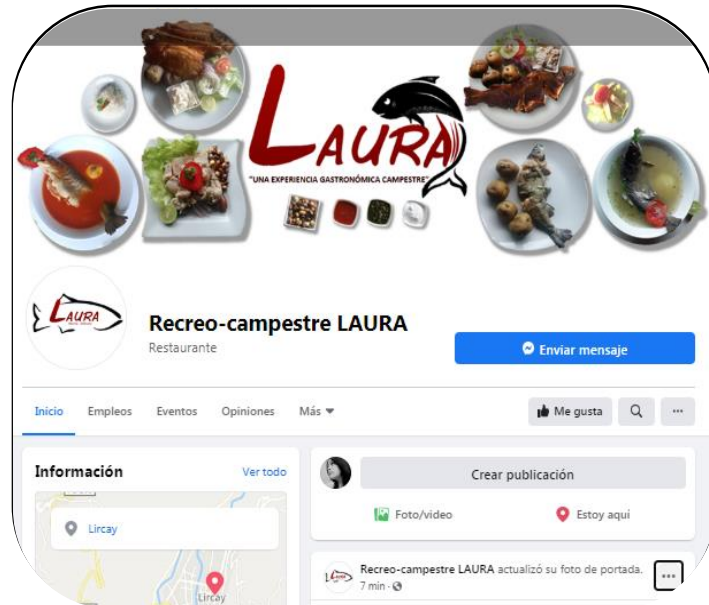 LAURA
"UNA EXPERIENCIA GASTRONÓMICA CAMPESTRE"
LAURA
Recreo-campestre LAURA
Restaurante
Enviar mensaje
Inicio Empleos Eventos Opiniones Más
Me gusta
Información Ver todo
Crear publicación
Foto/video Estoy aquí
Lircay
Lircay
Recreo-campestre LAURA actualizó su foto de portada.
7 min ·